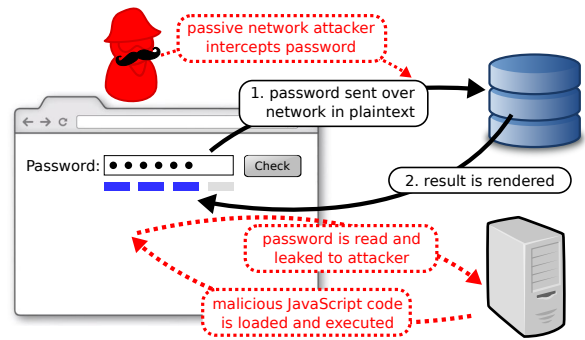 passive network attacker
intercepts password
1. password sent over
network in plaintext
Password:
Check
2. result is rendered
password is read and
leaked to attacker
malicious JavaScript code
is loaded and executed